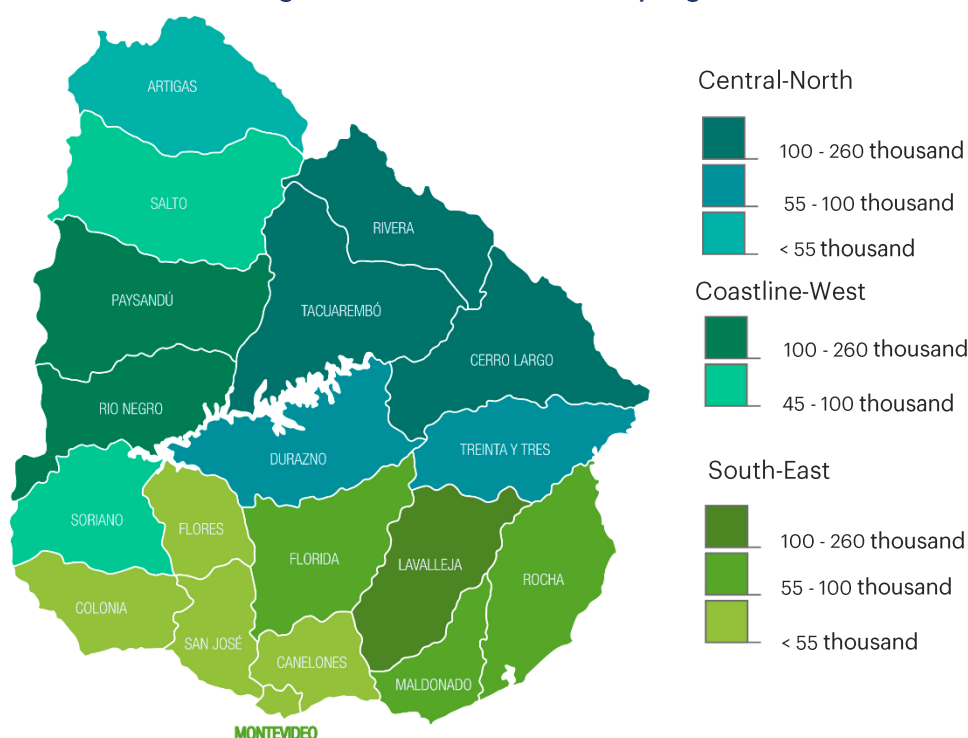 ARTIGAS
SALTO
RIVERA
PAYSANDÚ
TACUAREMBÓ
CERRO LARGO
RIO NEGRO
DURAZNO
TREINTA Y TRES
SORIANO
FLORES
FLORIDA
LAVALLEJA
ROCHA
COLONIA
SAN JOSÉ
CANELONES
MALDONADO
MONTEVIDEO
Central-North
100 - 260 thousand
55 - 100 thousand
< 55 thousand
Coastline-West
100 - 260 thousand
45 - 100 thousand
South-East
100 - 260 thousand
55 - 100 thousand
< 55 thousand